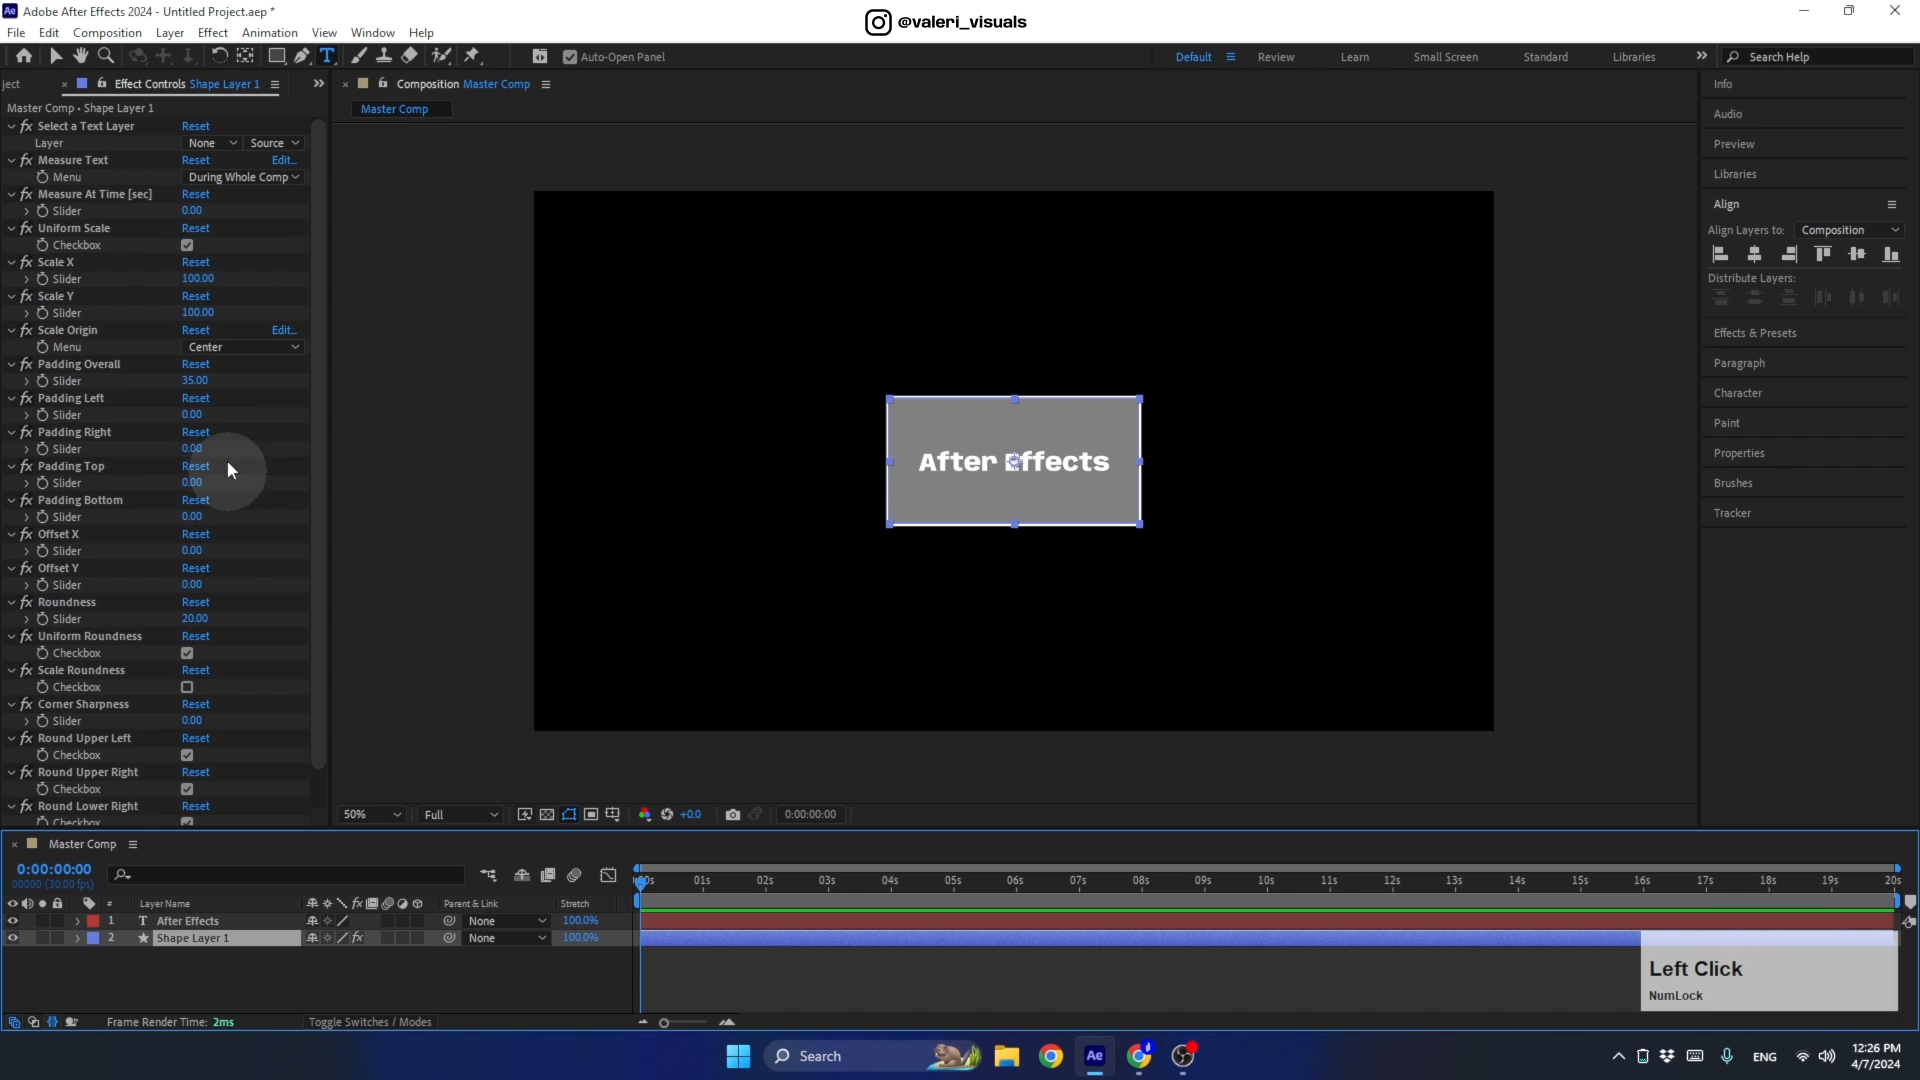 Adobe After Effects 2024 - Untitled Project.aep *
@valeri_visuals
File Edit Composition Layer Effect Animation View Window Help
Auto-Open Panel
Default Review Learn Small Screen Standard Libraries Search Help
ject Effect Controls Shape Layer 1
Composition Master Comp
Master Comp • Shape Layer 1
Master Comp
Select a Text Layer Reset
Layer None Source
Measure Text Reset Edit...
Menu During Whole Comp
Measure At Time [sec] Reset
Slider 0.00
Uniform Scale Reset
Checkbox
Scale X Reset
Slider 100.00
Scale Y Reset
Slider 100.00
Scale Origin Reset Edit...
Menu Center
Padding Overall Reset
Slider 35.00
Padding Left Reset
Slider 0.00
Padding Right Reset
Slider 0.00
Padding Top Reset
Slider 0.00
Padding Bottom Reset
Slider 0.00
Offset X Reset
Slider 0.00
Offset Y Reset
Slider 0.00
Roundness Reset
Slider 20.00
Uniform Roundness Reset
Checkbox
Scale Roundness Reset
Checkbox
Corner Sharpness Reset
Slider 0.00
Round Upper Left Reset
Checkbox
Round Upper Right Reset
Checkbox
Round Lower Right Reset
Checkbox
After Effects
50% Full +0.0 0:00:00:00
Info
Audio
Preview
Libraries
Align
Align Layers to: Composition
Distribute Layers:
Effects & Presets
Paragraph
Character
Paint
Properties
Brushes
Tracker
Master Comp
0:00:00:00
00000 (30.00 fps)
00s 01s 02s 03s 04s 05s 06s 07s 08s 09s 10s 11s 12s 13s 14s 15s 16s 17s 18s 19s 20s
# Layer Name Parent & Link Stretch
1 T After Effects None 100.0%
2 Shape Layer 1 None 100.0%
Left Click
NumLock
Frame Render Time: 2ms Toggle Switches / Modes
Search
ENG
12:26 PM
4/7/2024